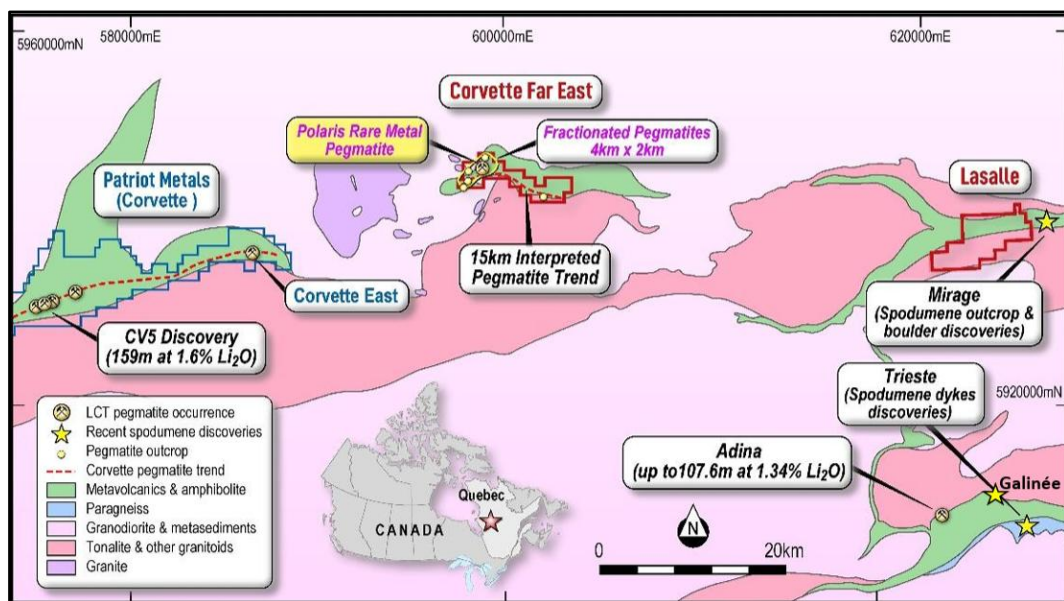 5960000mN
580000mE
600000mE
620000mE
Corvette Far East
Polaris Rare Metal
Pegmatite
Fractionated Pegmatites
4km x 2km
Patriot Metals
(Corvette )
Lasalle
15km Interpreted
Pegmatite Trend
Corvette East
Mirage
(Spodumene outcrop &
boulder discoveries)
CV5 Discovery
(159m at 1.6% Li₂O)
Trieste
(Spodumene dykes
discoveries)
5920000mN
LCT pegmatite occurrence
Recent spodumene discoveries
Pegmatite outcrop
Corvette pegmatite trend
Metavolcanics & amphibolite
Paragneiss
Granodiorite & metasediments
Tonalite & other granitoids
Granite
Adina
(up to107.6m at 1.34% Li₂O)
Galinée
Quebec
CANADA
N
0
20km